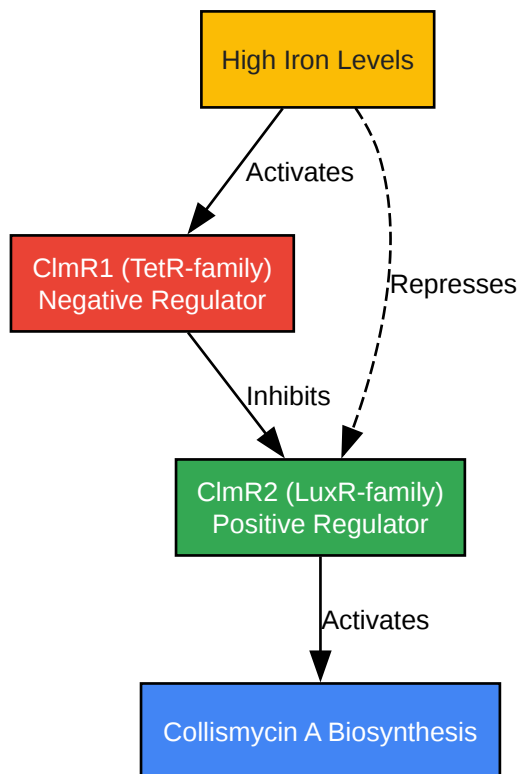 High Iron Levels
Activates
ClmR1 (TetR-family)
Negative Regulator
Represses
Inhibits
ClmR2 (LuxR-family)
Positive Regulator
Activates
Collismycin A Biosynthesis